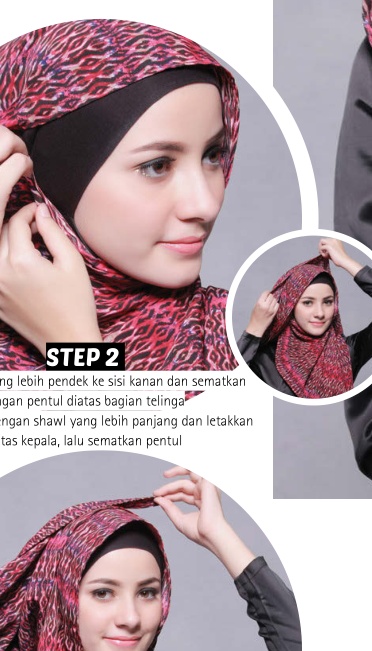 STEP 2
ng lebih pendek ke sisi kanan dan sematkan
ngan pentul diatas bagian telinga
engan shawl yang lebih panjang dan letakkan
tas kepala, lalu sematkan pentul